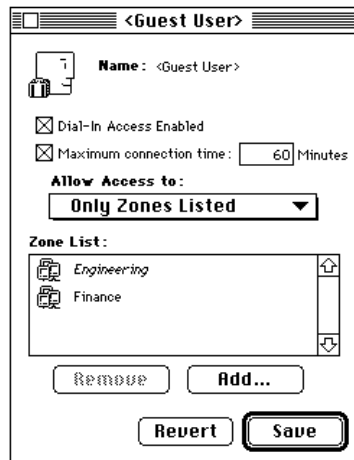 <Guest User>
Name: <Guest User>
Dial-In Access Enabled
Maximum connection time: 60 Minutes
Allow Access to:
Only Zones Listed
Zone List:
Engineering
Finance
Remove Add...
Revert Save